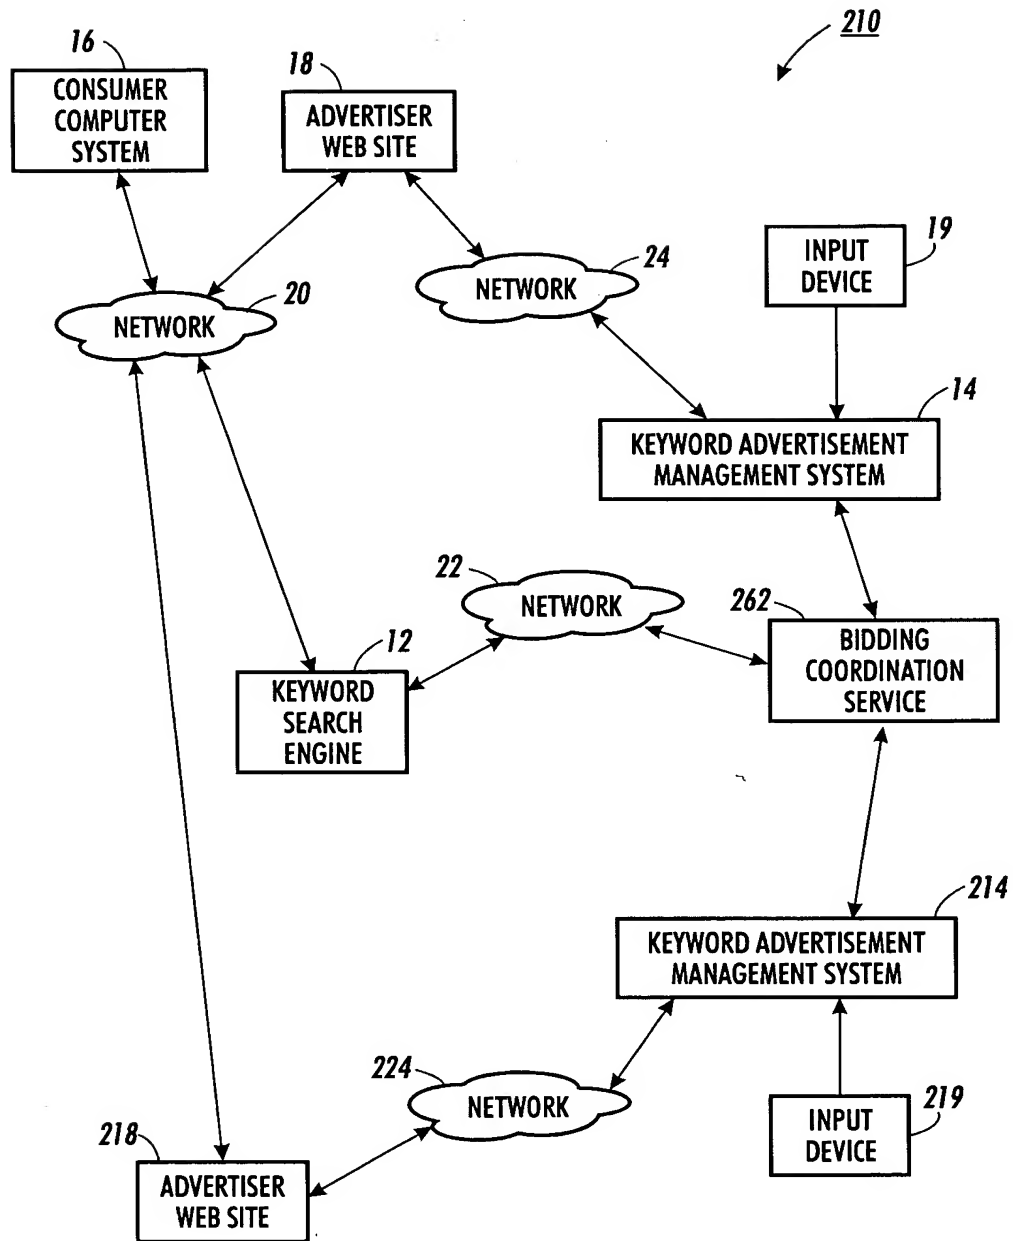 210
16
CONSUMER
COMPUTER
SYSTEM
18
ADVERTISER
WEB SITE
19
INPUT
DEVICE
24
NETWORK
20
NETWORK
14
KEYWORD ADVERTISEMENT
MANAGEMENT SYSTEM
22
NETWORK
262
BIDDING
COORDINATION
SERVICE
12
KEYWORD
SEARCH
ENGINE
214
KEYWORD ADVERTISEMENT
MANAGEMENT SYSTEM
224
NETWORK
219
INPUT
DEVICE
218
ADVERTISER
WEB SITE